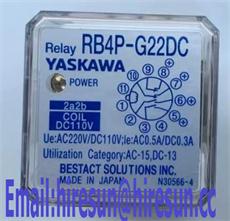 Relay RB4P-G22DC
YASKAWA
POWER
2a2b
COIL
DC110V
Ue:AC220V/DC110V;Ie:AC0.5A/DC0.3A
Utilization Category:AC-15,DC-13
BESTACT SOLUTIONS INC.
MADE IN JAPAN N30566-4
Email:hiresun@hiresun.cc